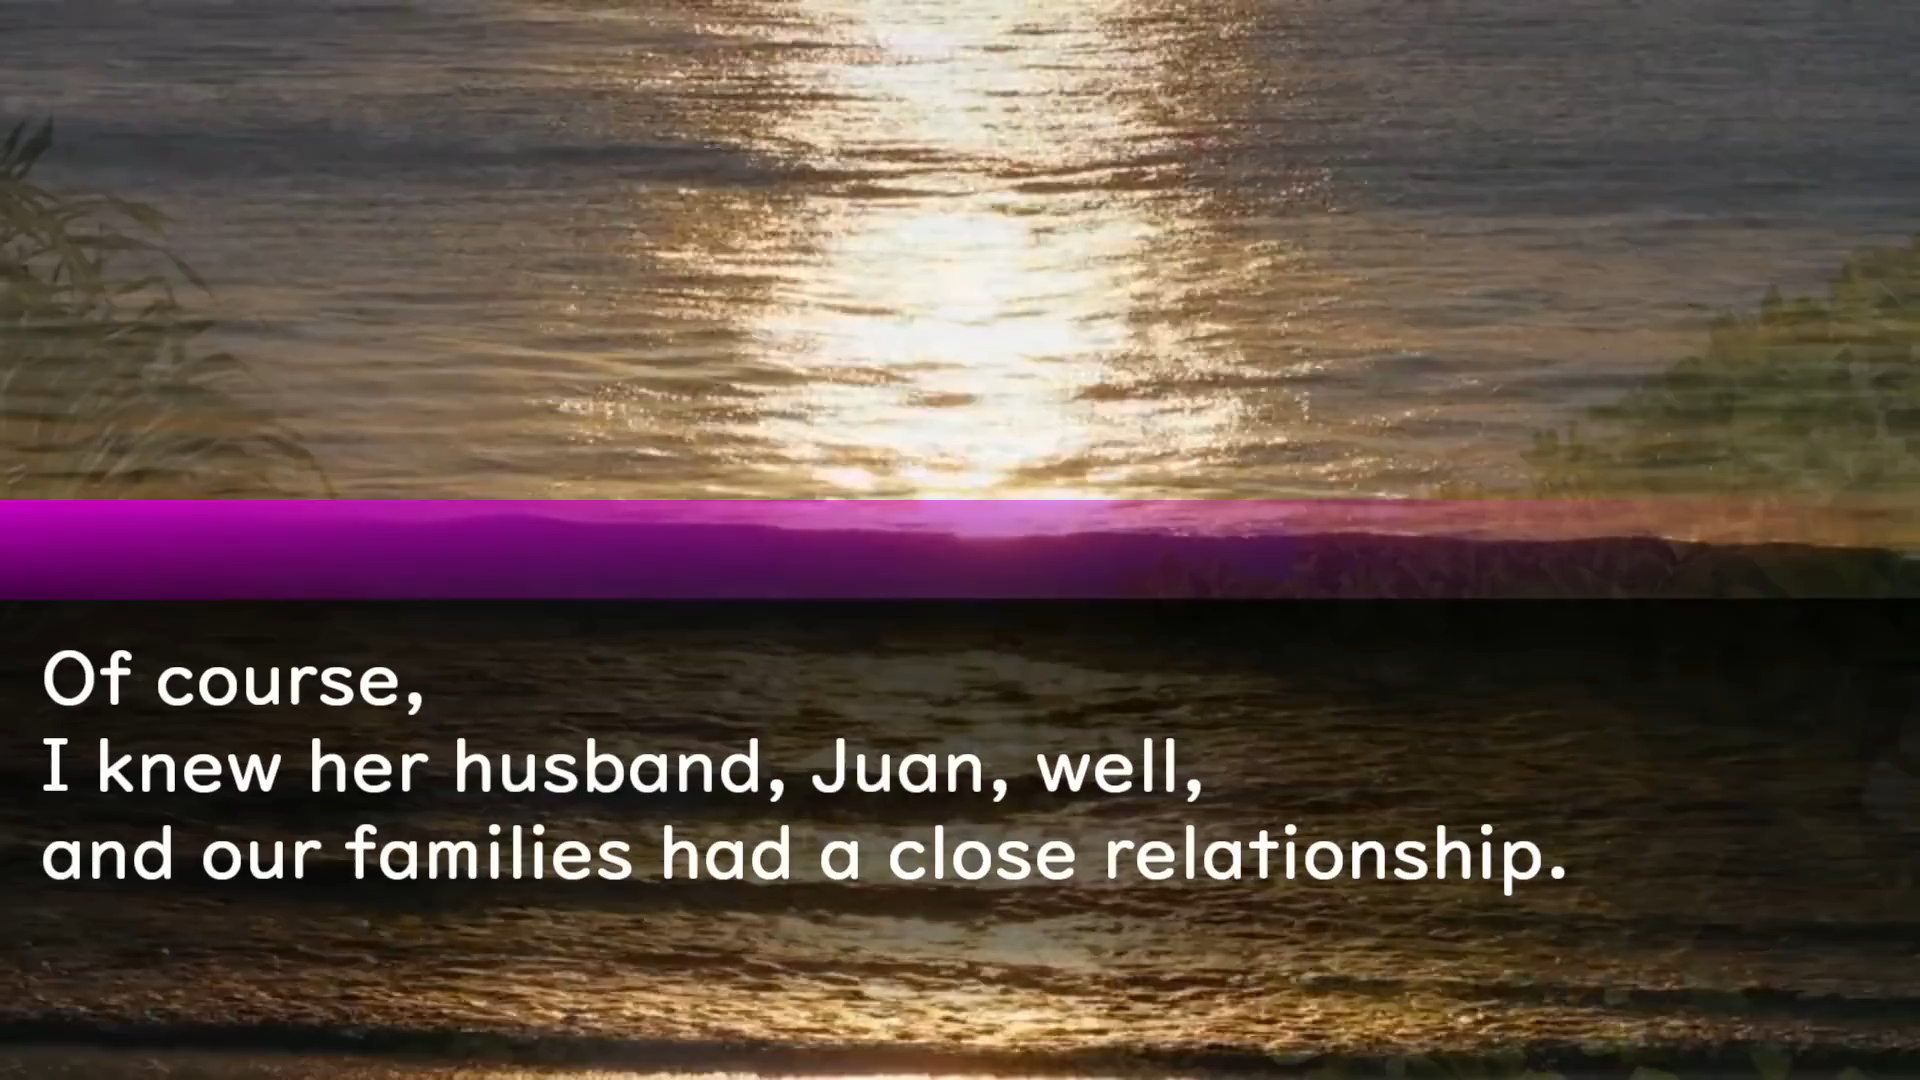 Of course,
I knew her husband, Juan, well,
and our families had a close relationship.